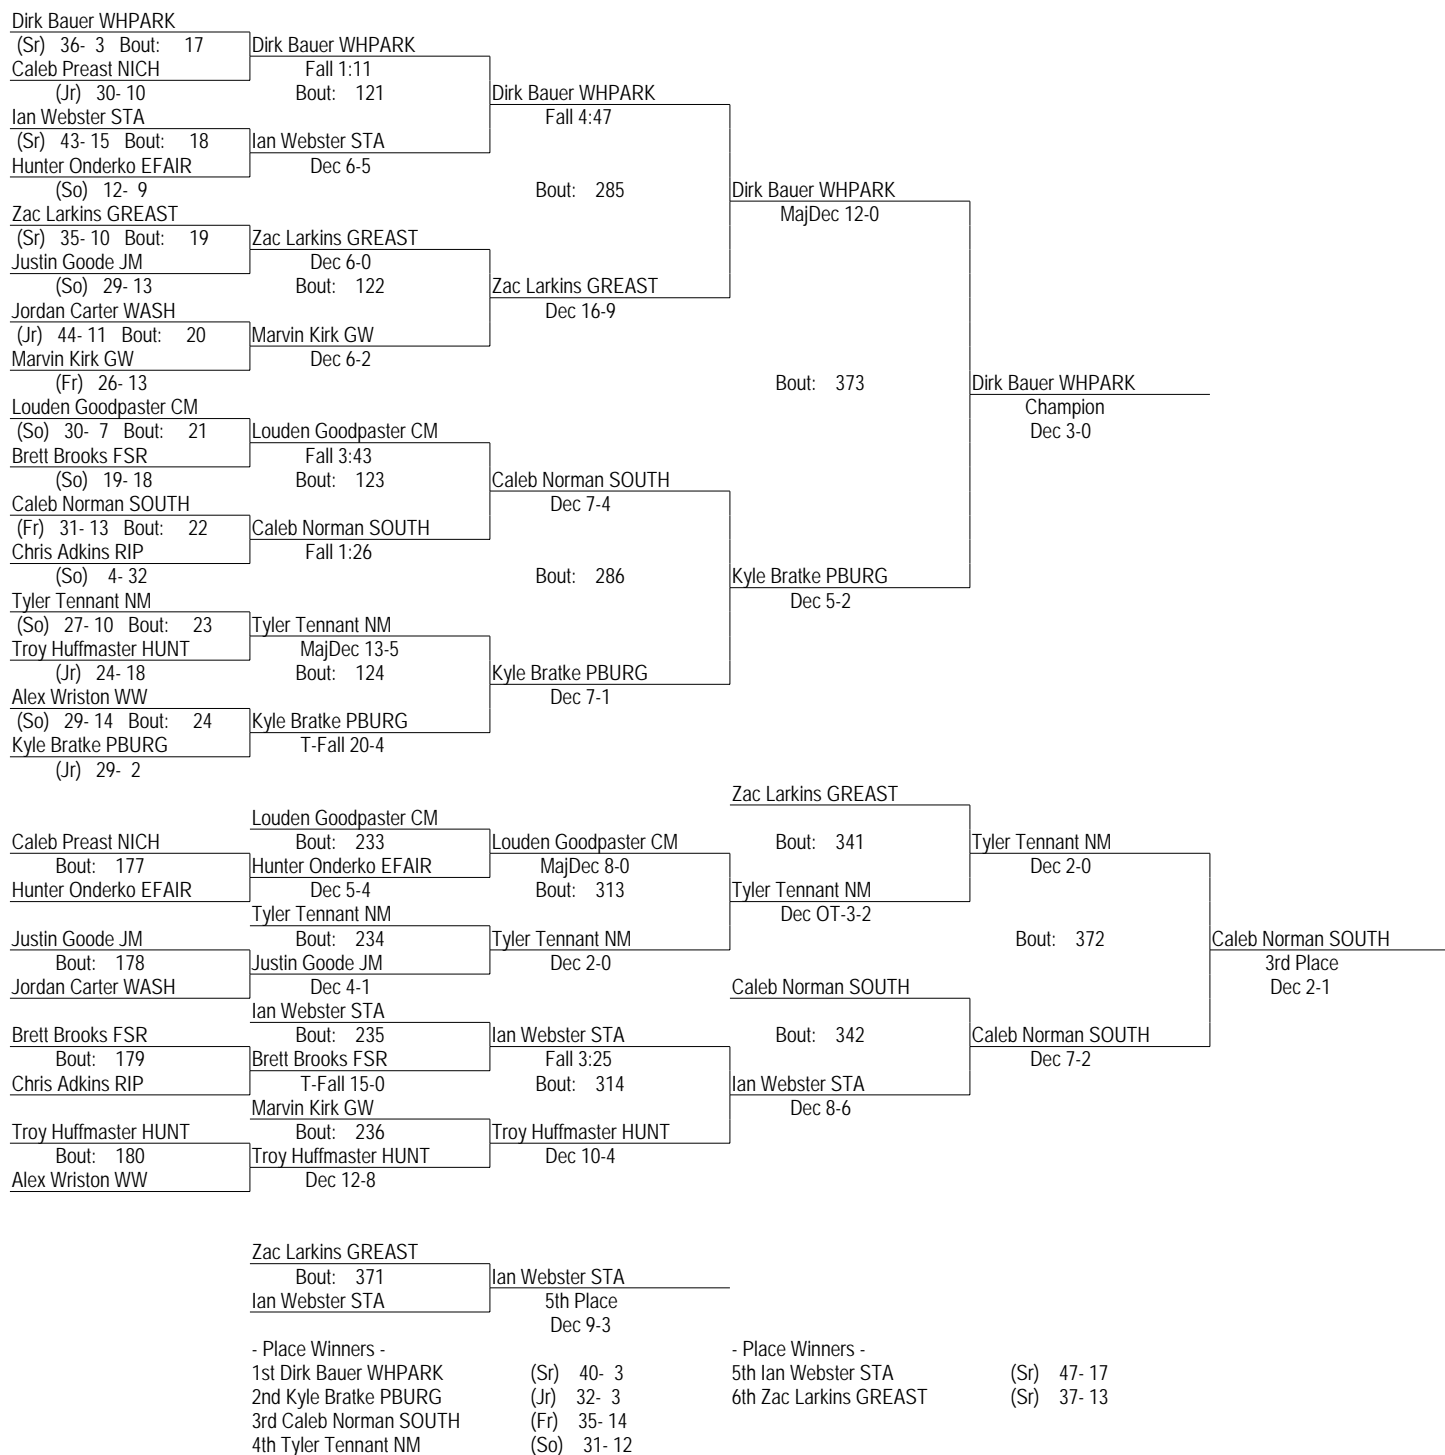 Dirk Bauer WHPARK
(Sr) 36- 3 Bout: 17 Dirk Bauer WHPARK
Caleb Preast NICH Fall 1:11
(Jr) 30- 10 Bout: 121 Dirk Bauer WHPARK
Ian Webster STA Fall 4:47
(Sr) 43- 15 Bout: 18 Ian Webster STA
Hunter Onderko EFAIR Dec 6-5
(So) 12- 9 Bout: 285 Dirk Bauer WHPARK
Zac Larkins GREAST MajDec 12-0
(Sr) 35- 10 Bout: 19 Zac Larkins GREAST
Justin Goode JM Dec 6-0
(So) 29- 13 Bout: 122 Zac Larkins GREAST
Jordan Carter WASH Dec 16-9
(Jr) 44- 11 Bout: 20 Marvin Kirk GW
Marvin Kirk GW Dec 6-2
(Fr) 26- 13 Bout: 373 Dirk Bauer WHPARK
Louden Goodpaster CM Champion
(So) 30- 7 Bout: 21 Louden Goodpaster CM Dec 3-0
Brett Brooks FSR Fall 3:43
(So) 19- 18 Bout: 123 Caleb Norman SOUTH
Caleb Norman SOUTH Dec 7-4
(Fr) 31- 13 Bout: 22 Caleb Norman SOUTH
Chris Adkins RIP Fall 1:26
(So) 4- 32 Bout: 286 Kyle Bratke PBURG
Tyler Tennant NM Dec 5-2
(So) 27- 10 Bout: 23 Tyler Tennant NM
Troy Huffmaster HUNT MajDec 13-5
(Jr) 24- 18 Bout: 124 Kyle Bratke PBURG
Alex Wriston WW Dec 7-1
(So) 29- 14 Bout: 24 Kyle Bratke PBURG
Kyle Bratke PBURG T-Fall 20-4
(Jr) 29- 2
Zac Larkins GREAST
Louden Goodpaster CM
Caleb Preast NICH Bout: 233 Louden Goodpaster CM Bout: 341 Tyler Tennant NM
Bout: 177 Hunter Onderko EFAIR MajDec 8-0 Dec 2-0
Hunter Onderko EFAIR Dec 5-4 Bout: 313 Tyler Tennant NM
Tyler Tennant NM Dec OT-3-2
Justin Goode JM Bout: 234 Tyler Tennant NM Bout: 372 Caleb Norman SOUTH
Bout: 178 Justin Goode JM Dec 2-0 3rd Place
Jordan Carter WASH Dec 4-1 Caleb Norman SOUTH Dec 2-1
Ian Webster STA
Brett Brooks FSR Bout: 235 Ian Webster STA Bout: 342 Caleb Norman SOUTH
Bout: 179 Brett Brooks FSR Fall 3:25 Dec 7-2
Chris Adkins RIP T-Fall 15-0 Bout: 314 Ian Webster STA
Marvin Kirk GW Dec 8-6
Troy Huffmaster HUNT Bout: 236 Troy Huffmaster HUNT
Bout: 180 Troy Huffmaster HUNT Dec 10-4
Alex Wriston WW Dec 12-8
Zac Larkins GREAST
Bout: 371 Ian Webster STA
Ian Webster STA 5th Place
Dec 9-3
- Place Winners - - Place Winners -
1st Dirk Bauer WHPARK (Sr) 40- 3 5th Ian Webster STA (Sr) 47- 17
2nd Kyle Bratke PBURG (Jr) 32- 3 6th Zac Larkins GREAST (Sr) 37- 13
3rd Caleb Norman SOUTH (Fr) 35- 14
4th Tyler Tennant NM (So) 31- 12